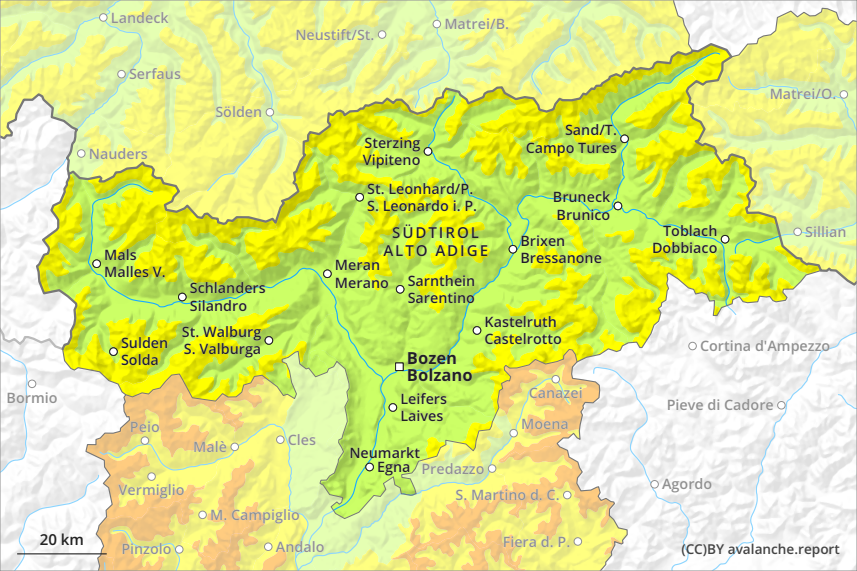 Landeck
Matrei/B.
Neustift/St.
Serfaus
Matrei/O.
Sölden
Sand/T.
Campo Tures
Sterzing
Vipiteno
Nauders
St. Leonhard/P.
S. Leonardo i. P.
Bruneck
Brunico
SÜDTIROL
ALTO ADIGE
Toblach
Dobbiaco
Sillian
Brixen
Bressanone
Mals
Malles V.
Meran
Merano
Sarnthein
Sarentino
Schlanders
Silandro
Kastelruth
Castelrotto
St. Walburg
S. Valburga
Sulden
Solda
Cortina d'Ampezzo
Bozen
Bolzano
Bormio
Canazei
Leifers
Laives
Pieve di Cadore
Peio
Moena
Cles
Malè
Neumarkt
Egna
Predazzo
Vermiglio
Agordo
S. Martino d. C.
M. Campiglio
20 km
Pinzolo
Andalo
Fiera d. P.
(CC)BY avalanche.report